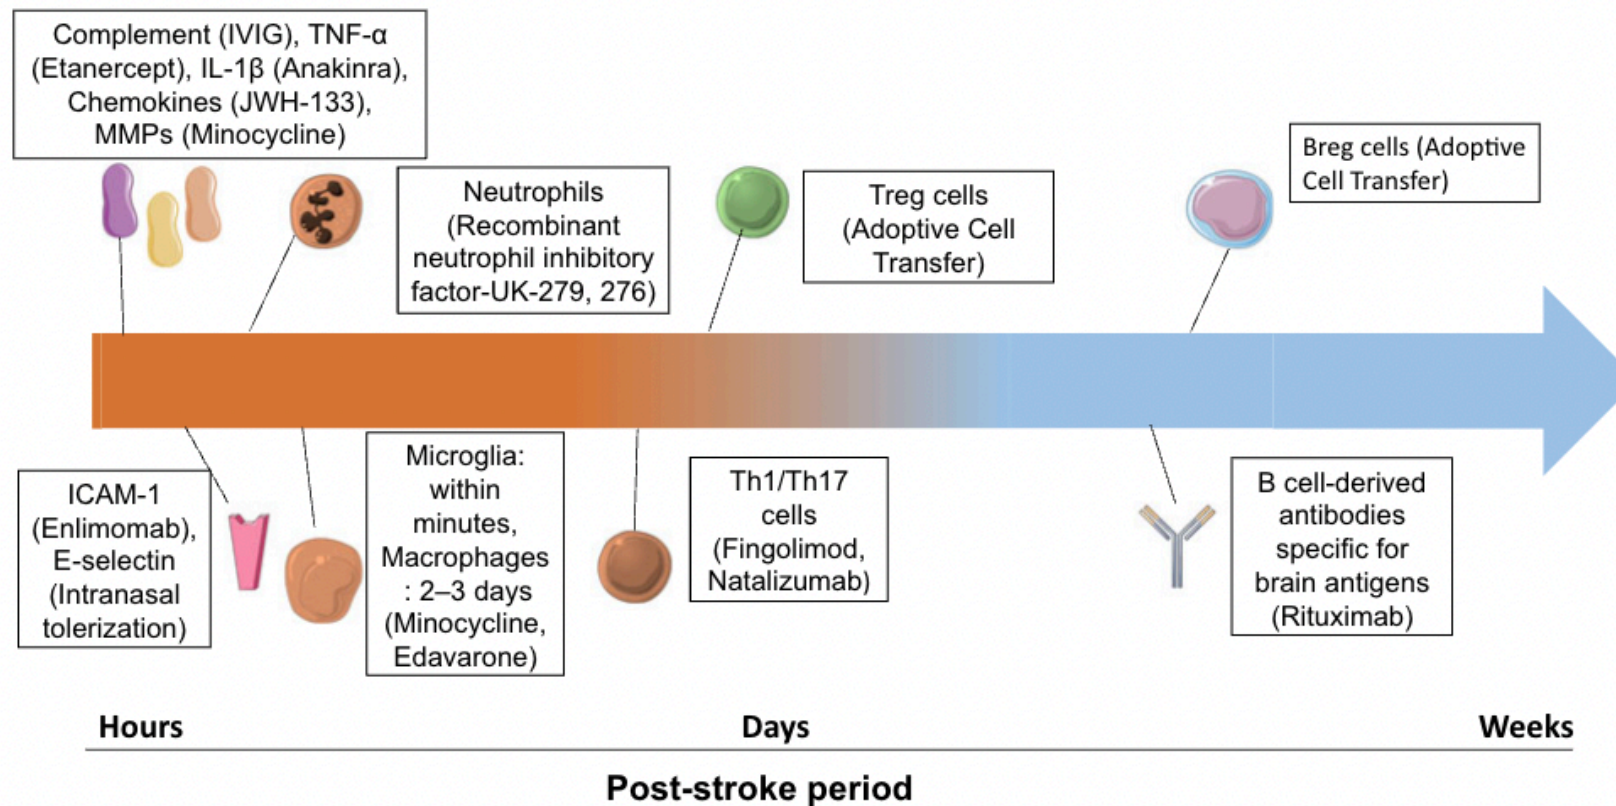 Complement (IVIG), TNF-α
(Etanercept), IL-1β (Anakinra),
Chemokines (JWH-133),
MMPs (Minocycline)
Neutrophils
(Recombinant
neutrophil inhibitory
factor-UK-279, 276)
Treg cells
(Adoptive Cell
Transfer)
Breg cells (Adoptive
Cell Transfer)
ICAM-1
(Enlimomab),
E-selectin
(Intranasal
tolerization)
Microglia:
within
minutes,
Macrophages
: 2–3 days
(Minocycline,
Edavarone)
Th1/Th17
cells
(Fingolimod,
Natalizumab)
B cell-derived
antibodies
specific for
brain antigens
(Rituximab)
Hours
Days
Weeks
Post-stroke period